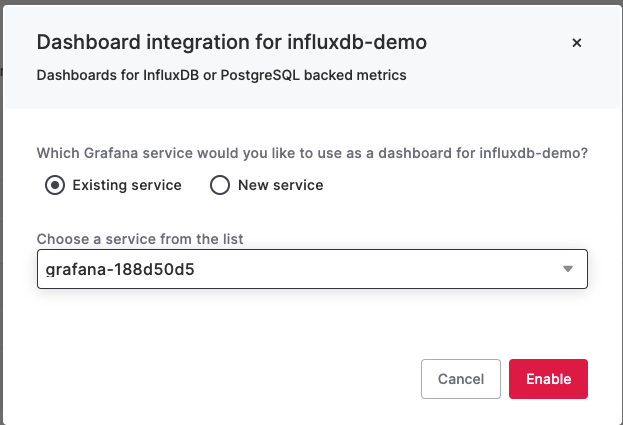 Dashboard integration for influxdb-demo
Dashboards for InfluxDB or PostgreSQL backed metrics
Which Grafana service would you like to use as a dashboard for influxdb-demo?
Existing service
New service
Choose a service from the list
grafana-188d50d5
Cancel
Enable